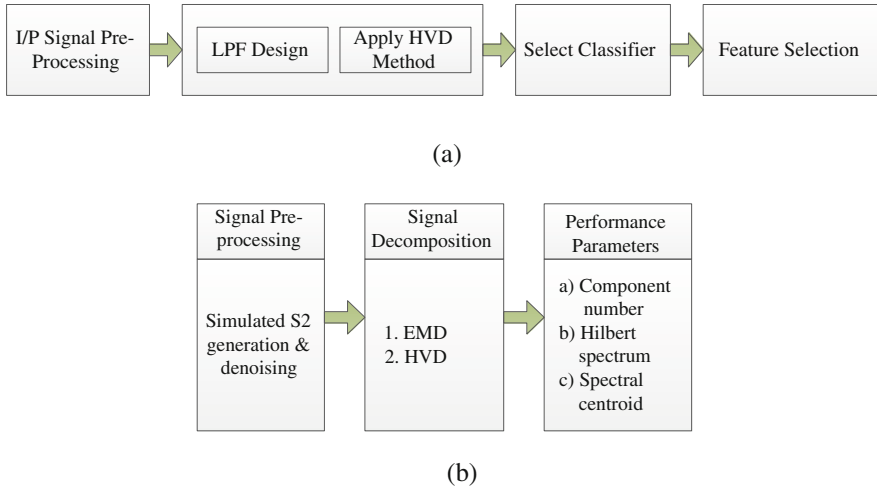 I/P Signal Pre-
Processing
LPF Design
Apply HVD
Method
Select Classifier
Feature Selection
(a)
Signal Pre-
processing
Simulated S2
generation &
denoising
Signal
Decomposition
1. EMD
2. HVD
Performance
Parameters
a) Component
number
b) Hilbert
spectrum
c) Spectral
centroid
(b)